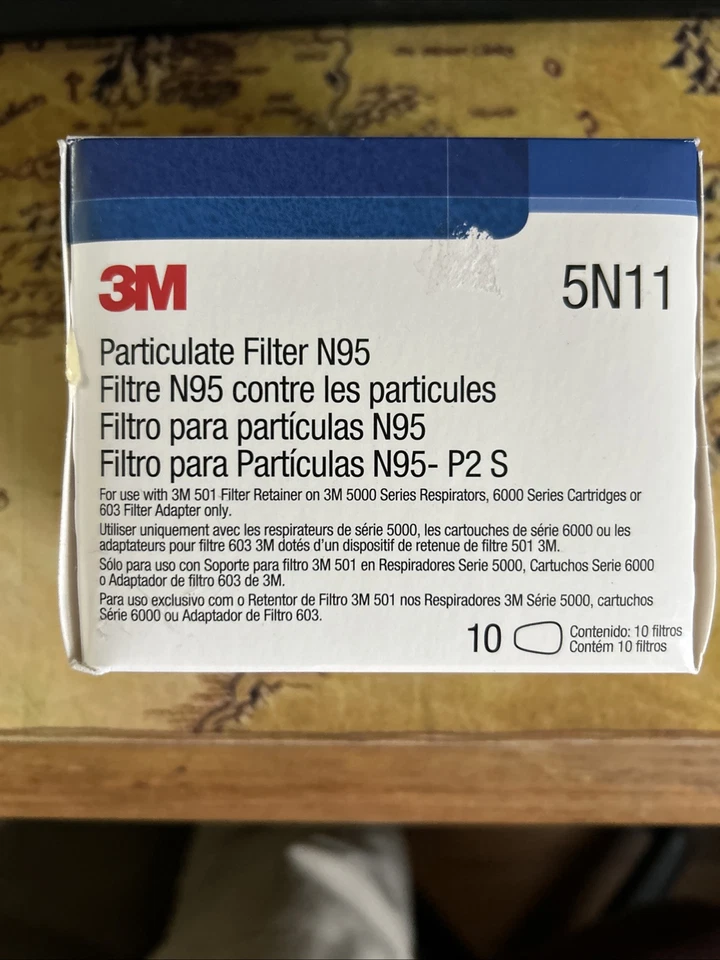 3M
5N11
Particulate Filter N95
Filtre N95 contre les particules
Filtro para partículas N95
Filtro para Partículas N95- P2 S
For use with 3M 501 Filter Retainer on 3M 5000 Series Respirators, 6000 Series Cartridges or
603 Filter Adapter only.
Utiliser uniquement avec les respirateurs de série 5000, les cartouches de série 6000 ou les
adaptateurs pour filtre 603 3M dotés d'un dispositif de retenue de filtre 501 3M.
Sólo para uso con Soporte para filtro 3M 501 en Respiradores Serie 5000, Cartuchos Serie 6000
o Adaptador de filtro 603 de 3M.
Para uso exclusivo com o Retentor de Filtro 3M 501 nos Respiradores 3M Série 5000, cartuchos
Série 6000 ou Adaptador de Filtro 603.
10
Contenido: 10 filtros
Contém 10 filtros